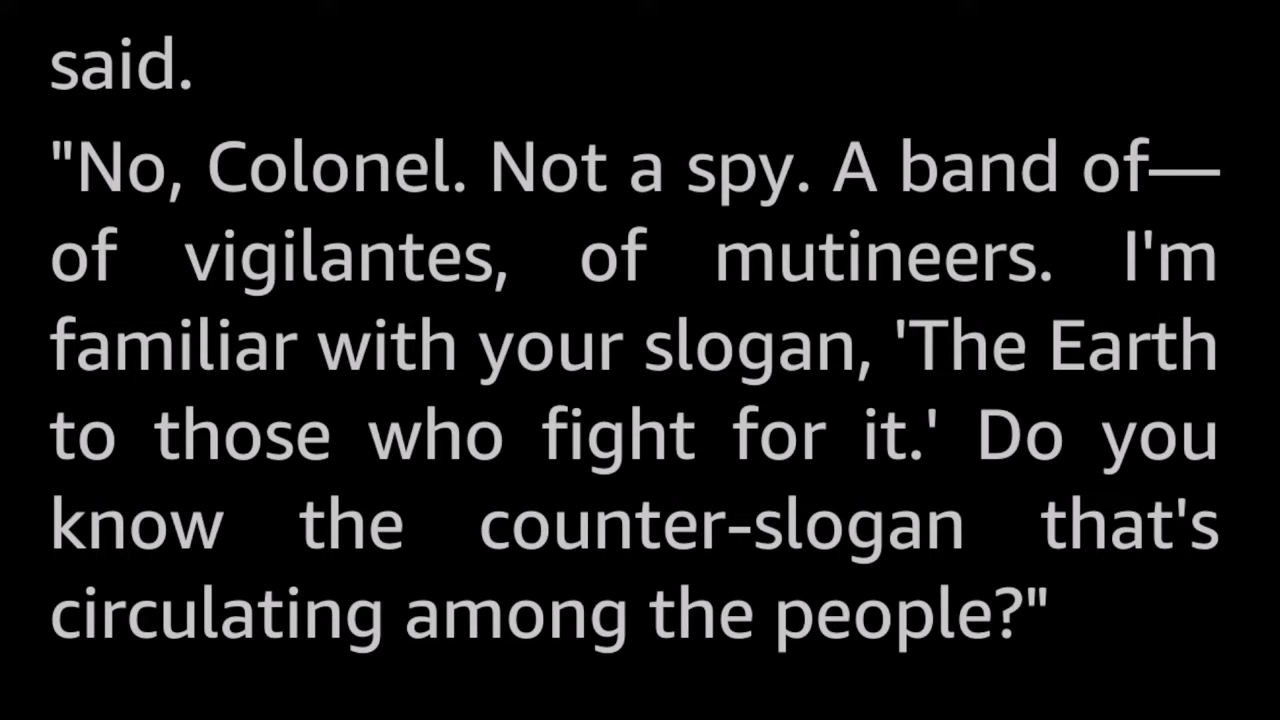 said.
"No, Colonel. Not a spy. A band of—
of vigilantes, of mutineers. I'm
familiar with your slogan, 'The Earth
to those who fight for it.' Do you
know the counter-slogan that's
circulating among the people?"